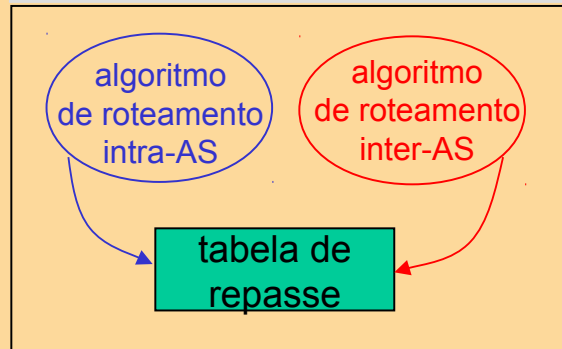 algoritmo
de roteamento
intra-AS
algoritmo
de roteamento
inter-AS
tabela de
repasse